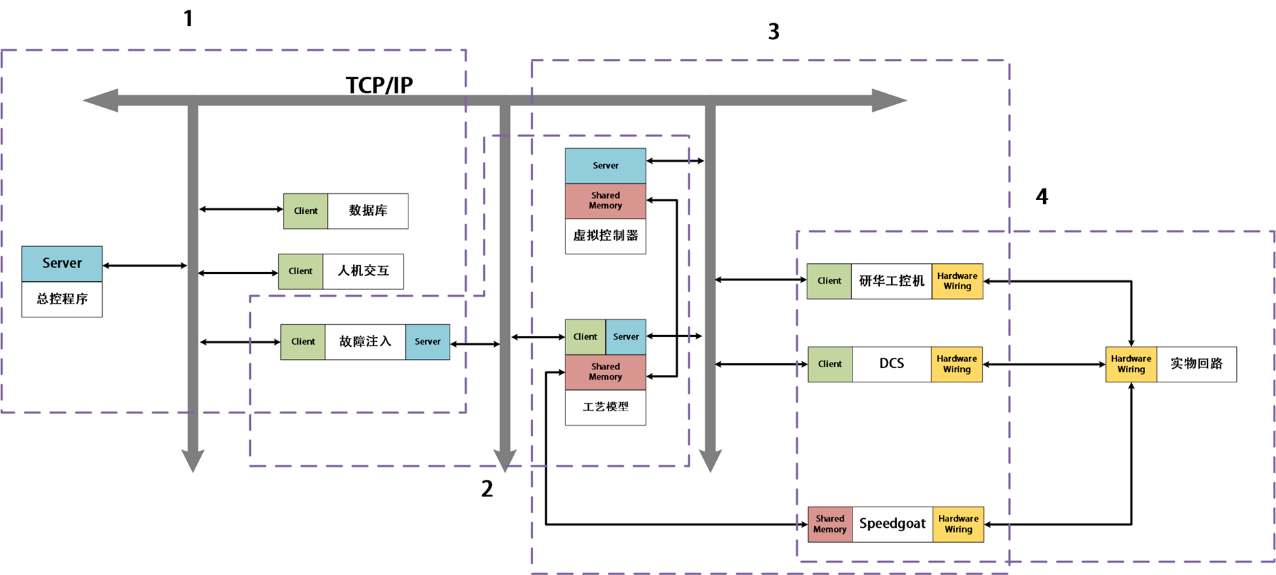 1
3
TCP/IP
Server
Shared
Memory
虚拟控制器
Client
数据库
4
Server
总控程序
Client
人机交互
Client
研华工控机
Hardware
Wiring
Client
故障注入
Server
Client
Server
Shared
Memory
工艺模型
Client
DCS
Hardware
Wiring
Hardware
Wiring
实物回路
2
Shared
Memory
Speedgoat
Hardware
Wiring